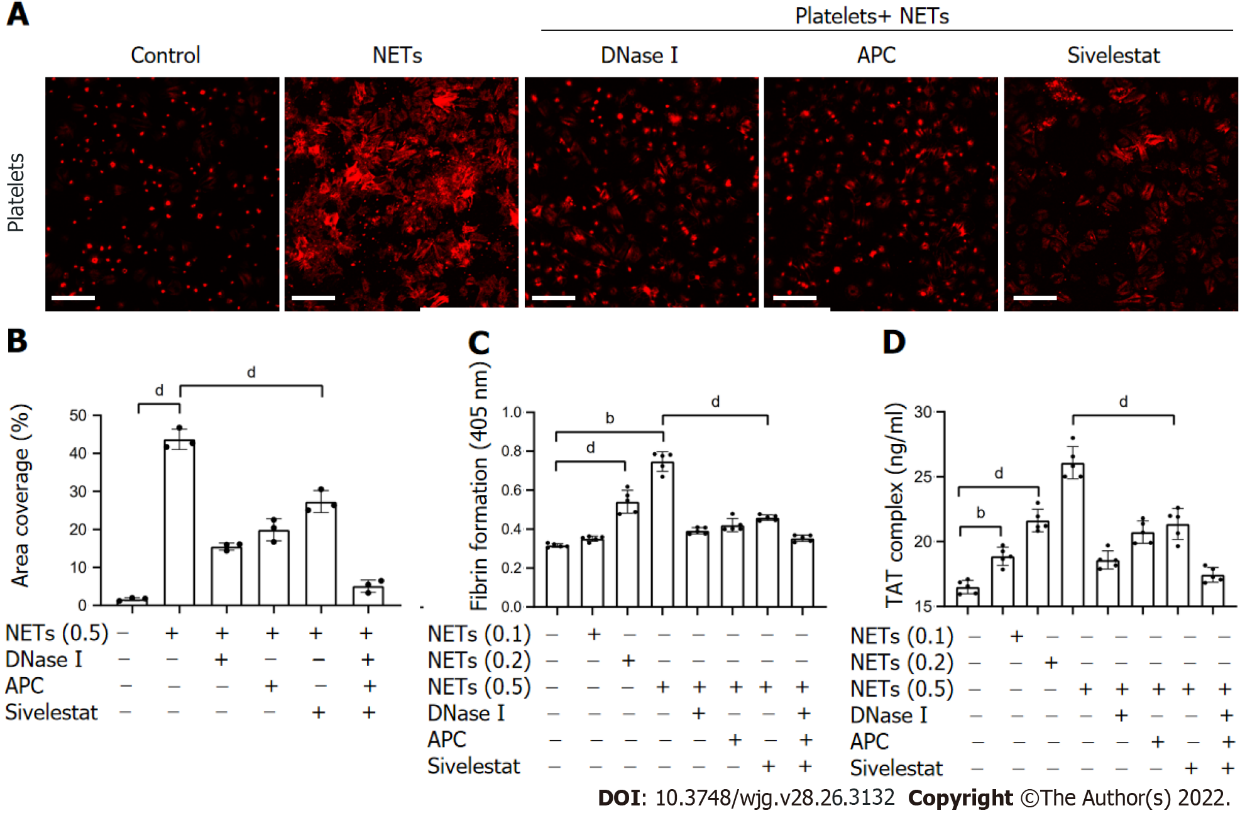 A
Platelets+ NETs
Control NETs DNase I APC Sivelestat
Platelets
B
Area coverage (%)
50
40
30
20
10
0
d
d
NETs (0.5) – + + + + +
DNase I – – + – – +
APC – – – + – +
Sivelestat – – – – + +
C
Fibrin formation (405 nm)
1.0
0.8
0.6
0.4
0.2
0.0
d
b
d
NETs (0.1) – + – – – – – –
NETs (0.2) – – + – – – – –
NETs (0.5) – – – + + + + +
DNase I – – – – + – – +
APC – – – – – + – +
Sivelestat – – – – – – + +
D
TAT complex (ng/ml)
30
25
20
15
d
d
b
NETs (0.1) – + – – – – – –
NETs (0.2) – – + – – – – –
NETs (0.5) – – – + + + + +
DNase I – – – – + – – +
APC – – – – – + – +
Sivelestat – – – – – – + +
DOI: 10.3748/wjg.v28.26.3132 Copyright ©The Author(s) 2022.